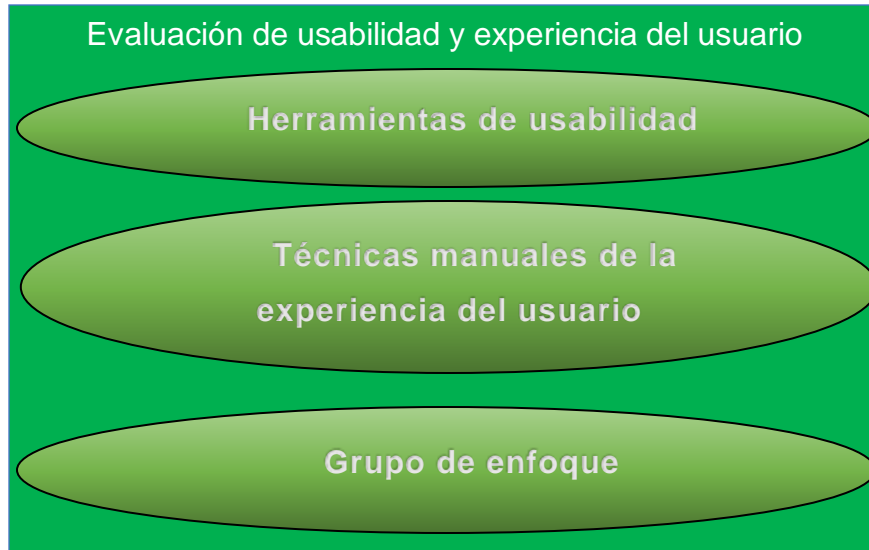 Evaluación de usabilidad y experiencia del usuario
Herramientas de usabilidad
Técnicas manuales de la
experiencia del usuario
Grupo de enfoque